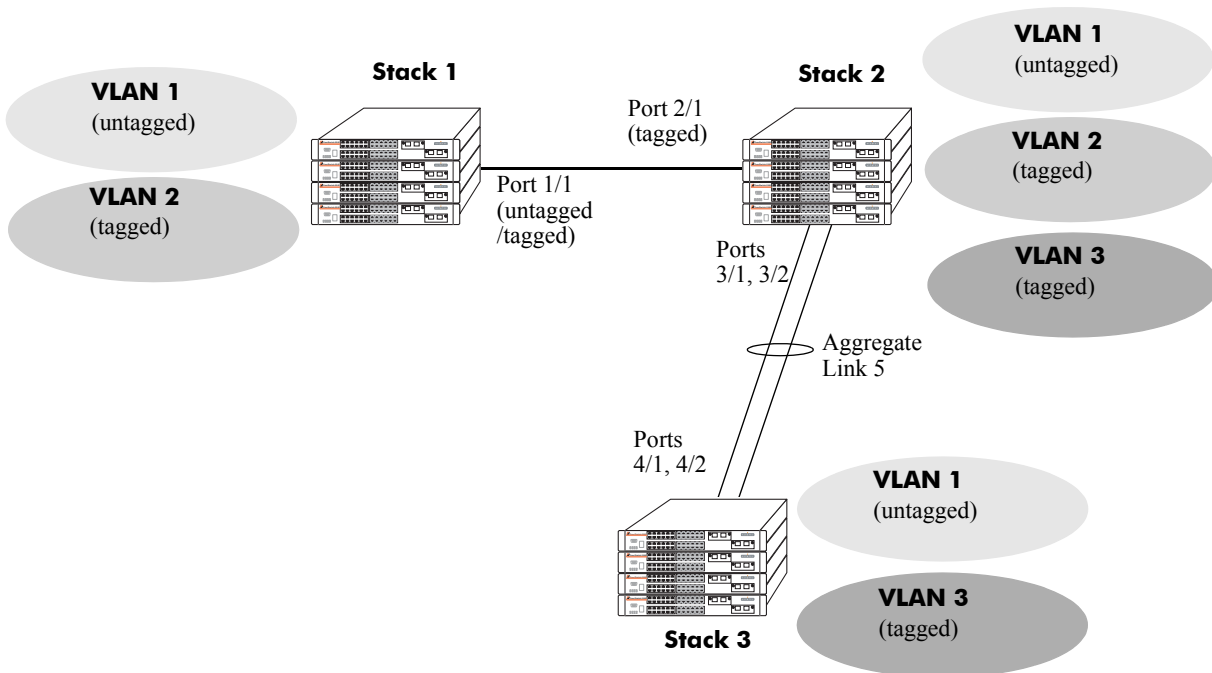 Stack 1
VLAN 1
(untagged)
VLAN 2
(tagged)
Port 1/1
(untagged
/tagged)
Port 2/1
(tagged)
Stack 2
VLAN 1
(untagged)
VLAN 2
(tagged)
VLAN 3
(tagged)
Ports
3/1, 3/2
Aggregate
Link 5
Ports
4/1, 4/2
Stack 3
VLAN 1
(untagged)
VLAN 3
(tagged)